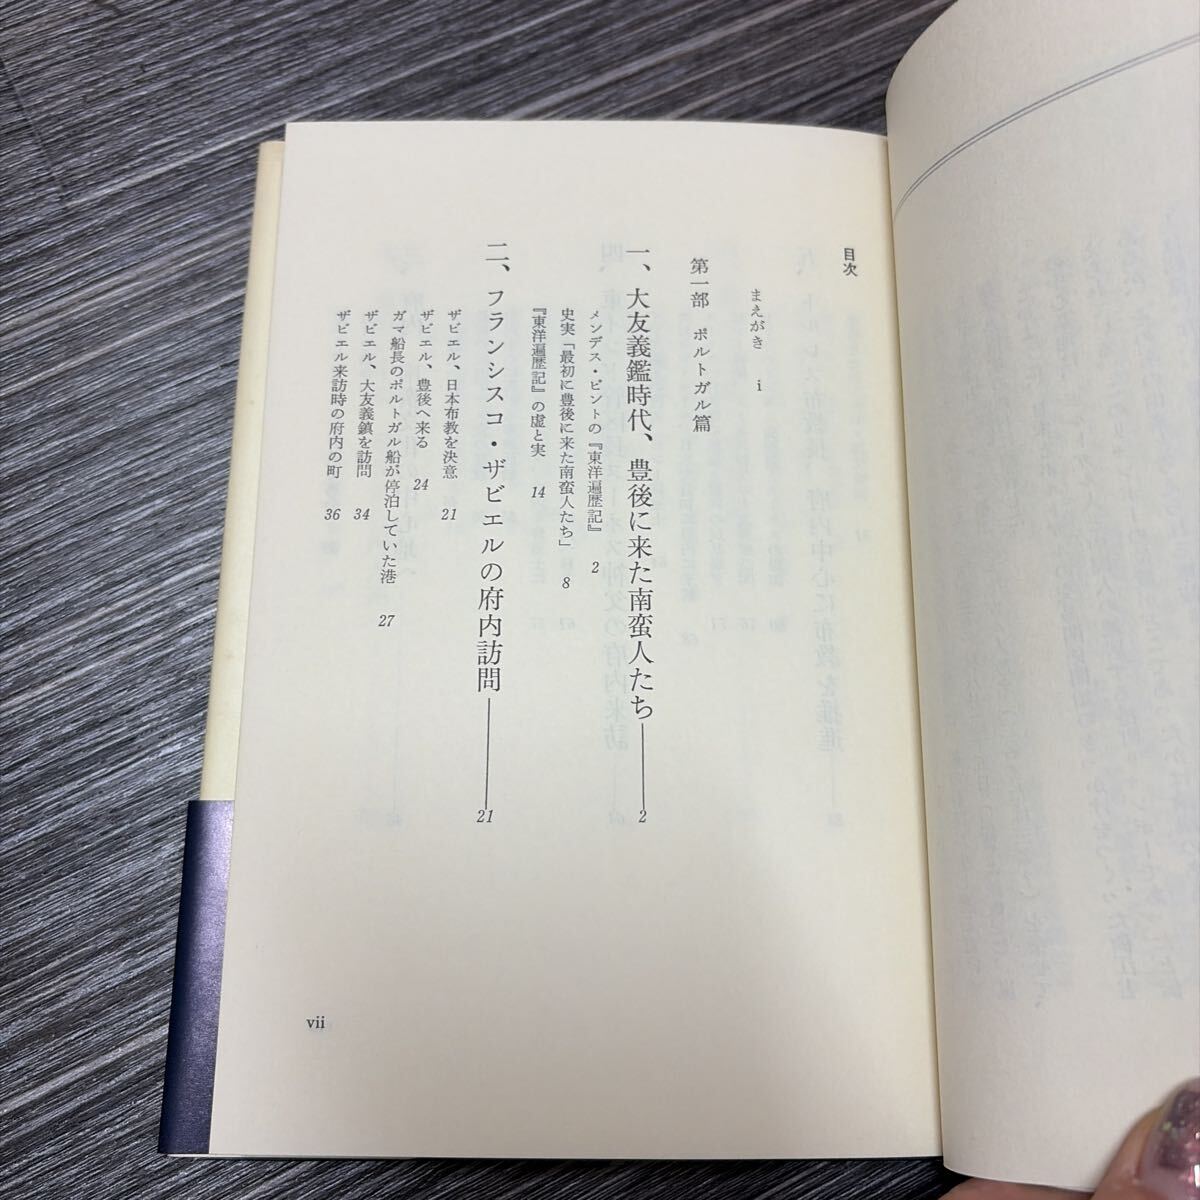 目次
まえがき i
第一部 ポルトガル篇
一、大友義鑑時代、豊後に来た南蛮人たち――2
メンデス・ピントの『東洋遍歴記』 2
史実「最初に豊後に来た南蛮人たち」 8
『東洋遍歴記』の虚と実 14
二、フランシスコ・ザビエルの府内訪問――21
ザビエル、日本布教を決意 21
ザビエル、豊後へ来る 24
ガマ船長のポルトガル船が停泊していた港 27
ザビエル、大友義鎮を訪問 34
ザビエル来訪時の府内の町 36
vii